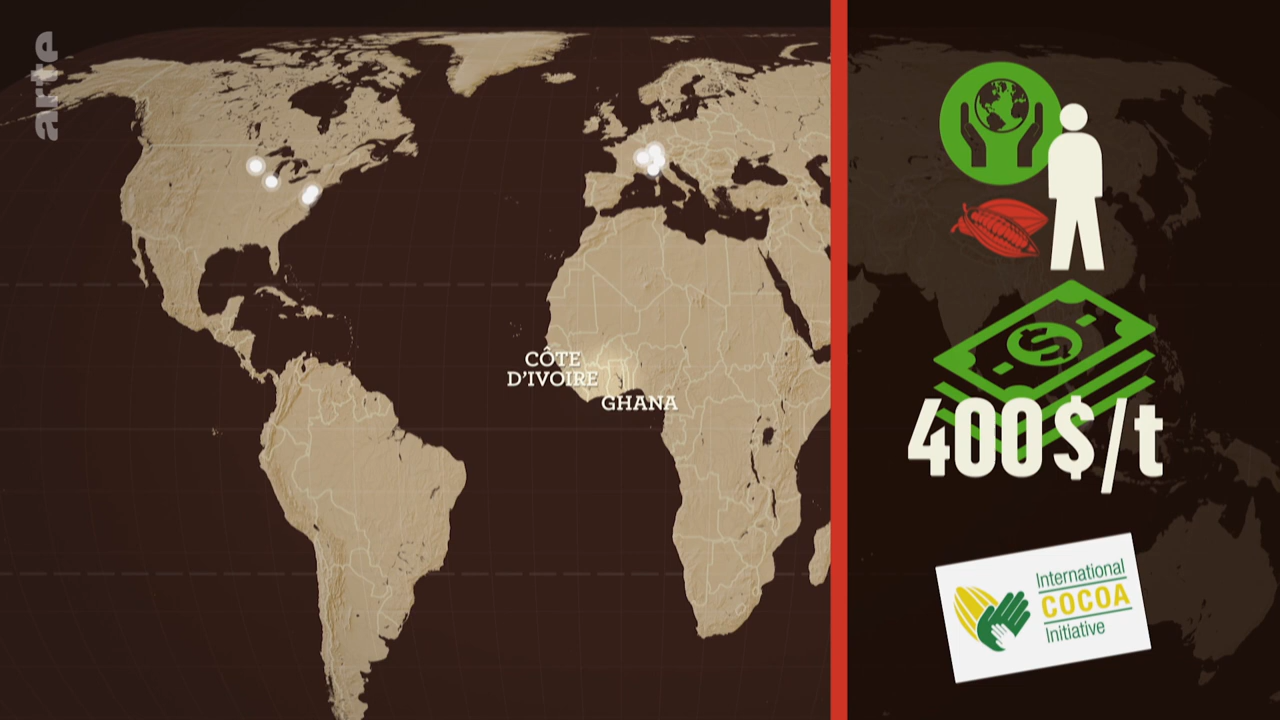 arte
CÔTE
D'IVOIRE
GHANA
400$/t
International
COCOA
Initiative